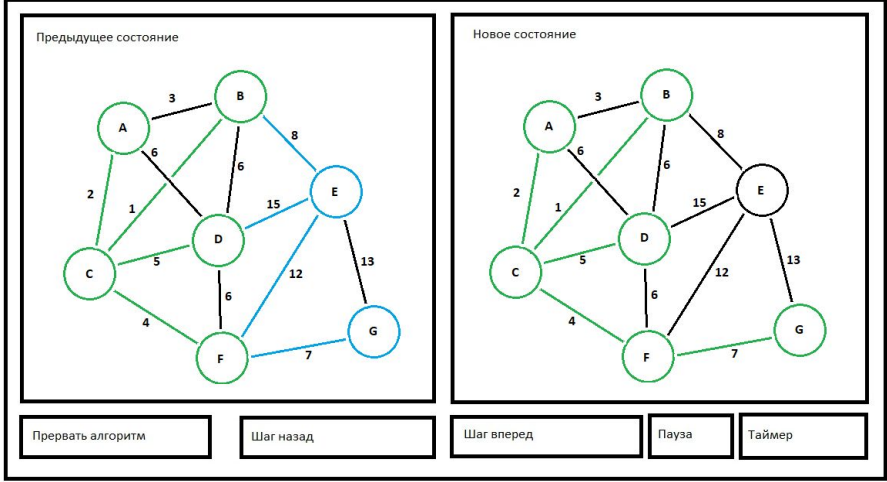 Предыдущее состояние
A
B
C
D
E
F
G
3
6
2
1
6
8
15
5
12
13
6
4
7
Новое состояние
A
B
C
D
E
F
G
3
6
2
1
6
8
15
5
12
13
6
4
7
Прервать алгоритм
Шаг назад
Шаг вперед
Пауза
Таймер